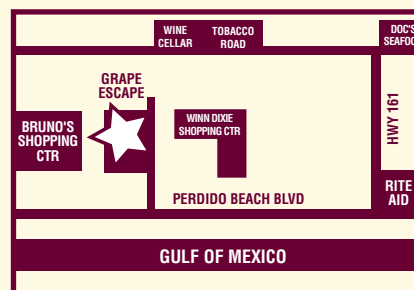 WINE
CELLAR
TOBACCO
ROAD
DOC'S
SEAFOOD
GRAPE
ESCAPE
BRUNO'S
SHOPPING
CTR
WINN DIXIE
SHOPPING CTR
HWY 161
RITE
AID
PERDIDO BEACH BLVD
GULF OF MEXICO